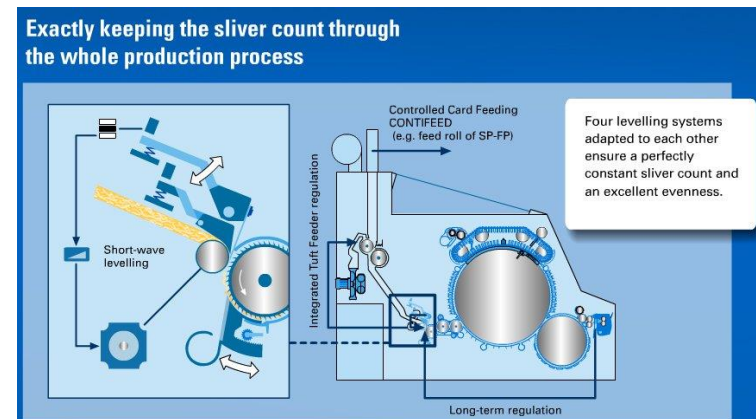 Exactly keeping the sliver count through
the whole production process
Controlled Card Feeding
CONTIFEED
(e.g. feed roll of SP-FP)
Four levelling systems
adapted to each other
ensure a perfectly
constant sliver count and
an excellent evenness.
Short-wave
levelling
Integrated Tuft Feeder regulation
Long-term regulation